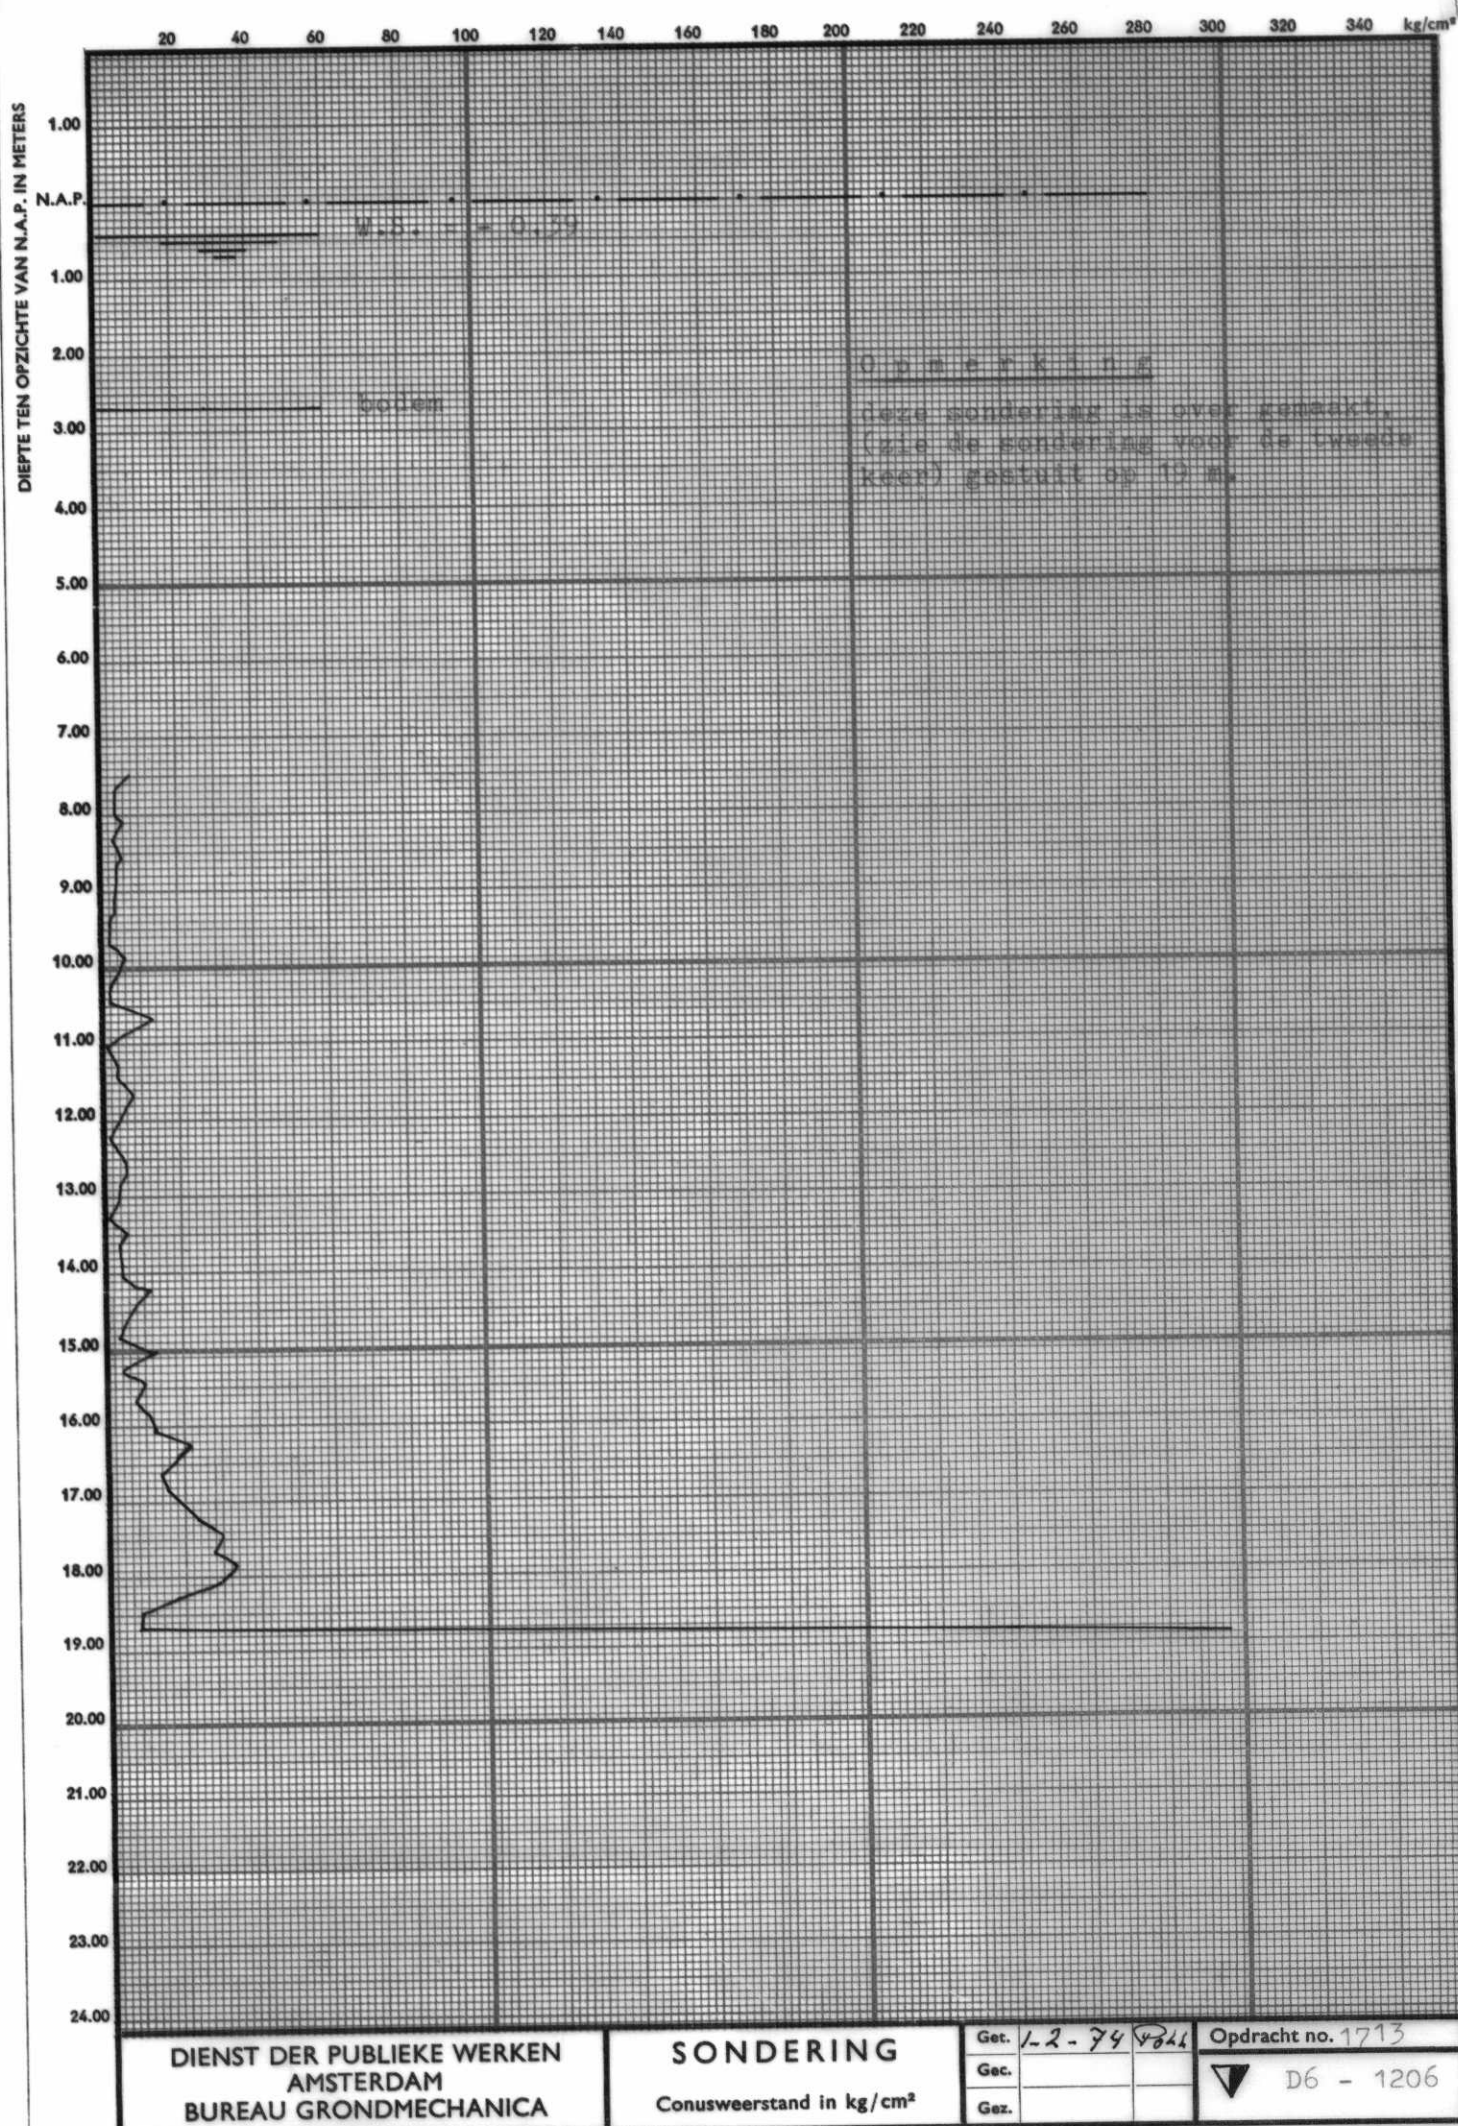 20 40 60 80 100 120 140 160 180 200 220 240 260 280 300 320 340 kg/cm²
DIEPTE TEN OPZICHTE VAN N.A.P. IN METERS
1.00
N.A.P.
W.S. - - 0.39
1.00
2.00
O p m e r k i n g
bodem
deze sondering is over gemaakt,
3.00
(zie de sondering voor de tweede
keer) gestuit op 19 m.
4.00
5.00
6.00
7.00
8.00
9.00
10.00
11.00
12.00
13.00
14.00
15.00
16.00
17.00
18.00
19.00
20.00
21.00
22.00
23.00
24.00
DIENST DER PUBLIEKE WERKEN
AMSTERDAM
BUREAU GRONDMECHANICA
SONDERING
Conusweerstand in kg/cm²
Get. 1-2-74
Gec.
Gez.
Opdracht no. 1713
D6 - 1206